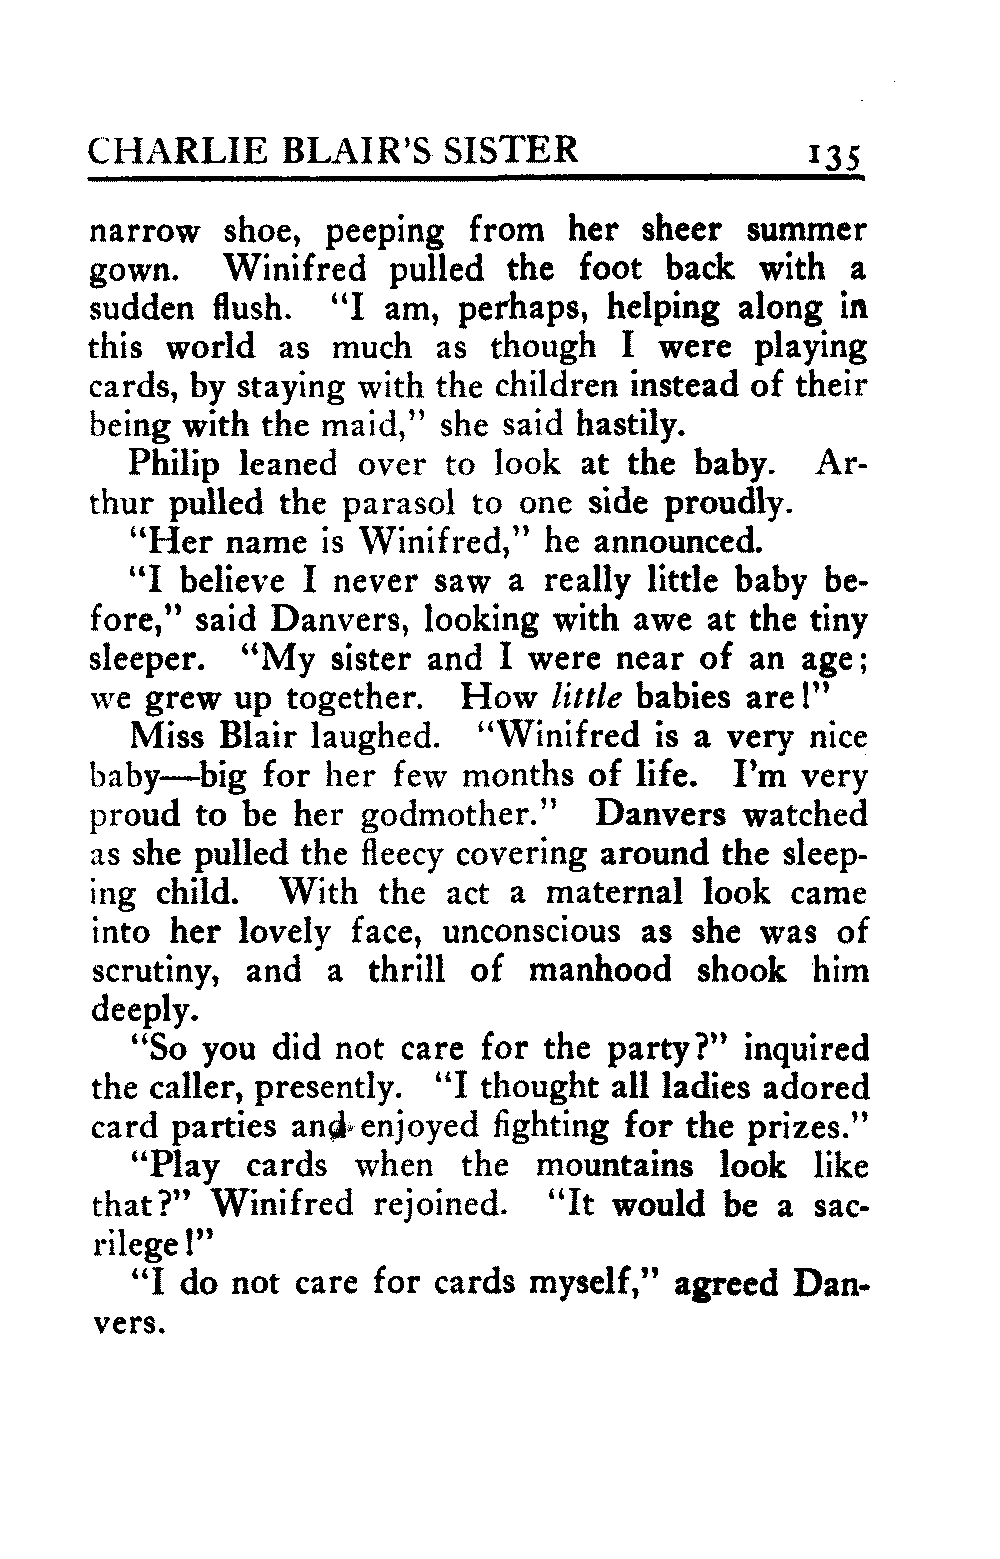 CHARLIE BLAIR'S SISTER 135
narrow shoe, peeping from her sheer summer
gown. Winifred pulled the foot back with a
sudden flush. "I am, perhaps, helping along in
this world as much as though I were playing
cards, by staying with the children instead of their
being with the maid," she said hastily.
Philip leaned over to look at the baby. Ar-
thur pulled the parasol to one side proudly.
"Her name is Winifred," he announced.
"I believe I never saw a really little baby be-
fore," said Danvers, looking with awe at the tiny
sleeper. "My sister and I were near of an age;
we grew up together. How little babies are!"
Miss Blair laughed. "Winifred is a very nice
baby—big for her few months of life. I'm very
proud to be her godmother." Danvers watched
as she pulled the fleecy covering around the sleep-
ing child. With the act a maternal look came
into her lovely face, unconscious as she was of
scrutiny, and a thrill of manhood shook him
deeply.
"So you did not care for the party?" inquired
the caller, presently. "I thought all ladies adored
card parties and enjoyed fighting for the prizes."
"Play cards when the mountains look like
that?" Winifred rejoined. "It would be a sac-
rilege!"
"I do not care for cards myself," agreed Dan-
vers.